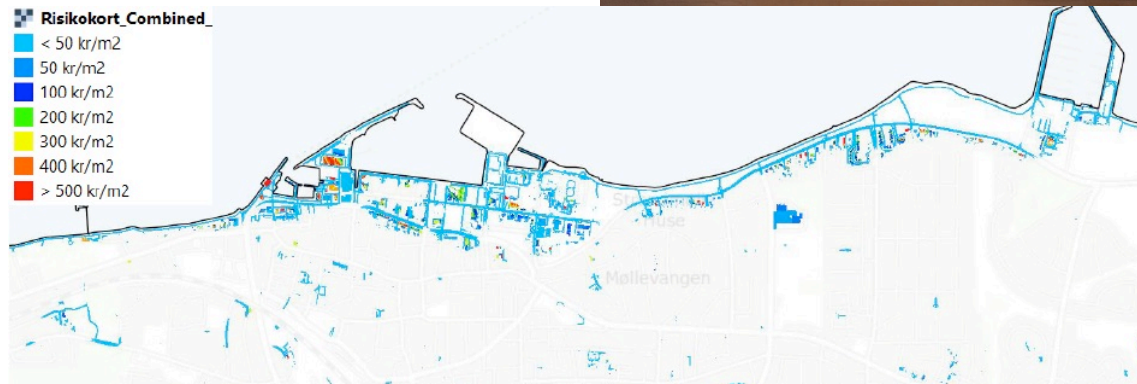 Risikokort_Combined_
< 50 kr/m2
50 kr/m2
100 kr/m2
200 kr/m2
300 kr/m2
400 kr/m2
> 500 kr/m2
Huse
Møllevangen